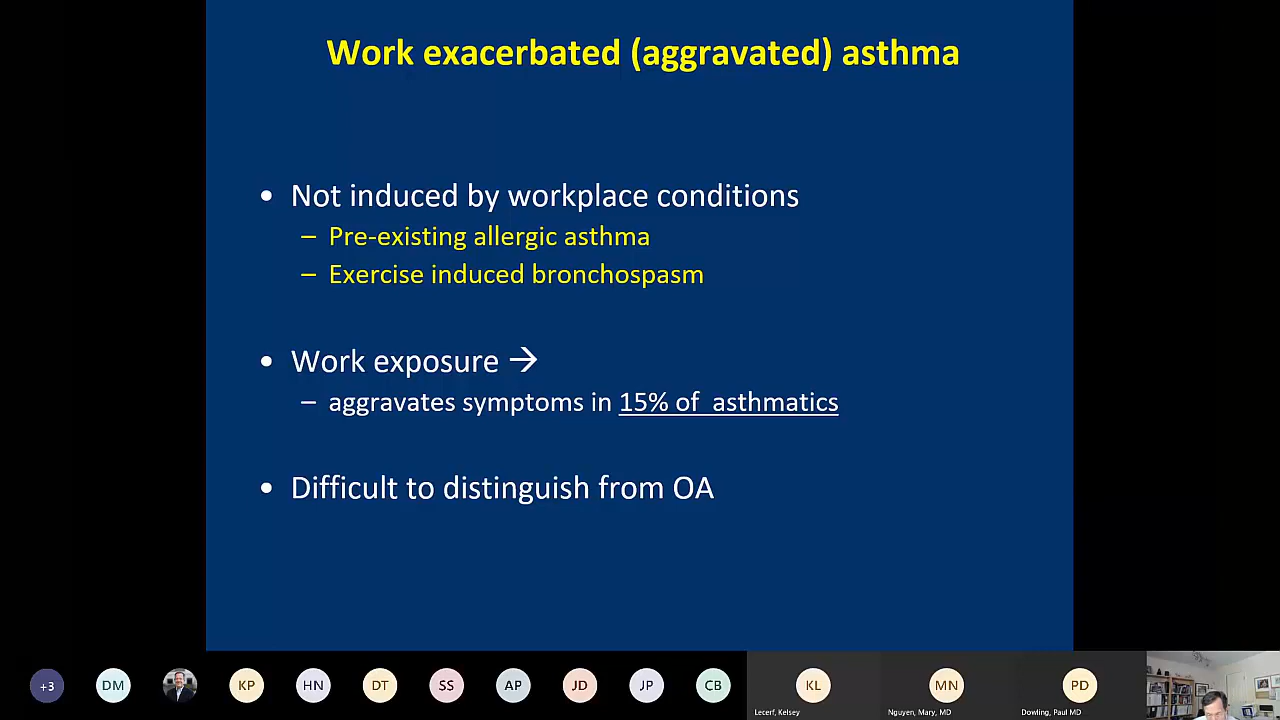 Work exacerbated (aggravated) asthma
• Not induced by workplace conditions
– Pre-existing allergic asthma
– Exercise induced bronchospasm
• Work exposure →
– aggravates symptoms in 15% of  asthmatics
• Difficult to distinguish from OA
+3 DM KP HN DT SS AP JD JP CB KL MN PD
Lecerf, Kelsey Nguyen, Mary, MD Dowling, Paul MD